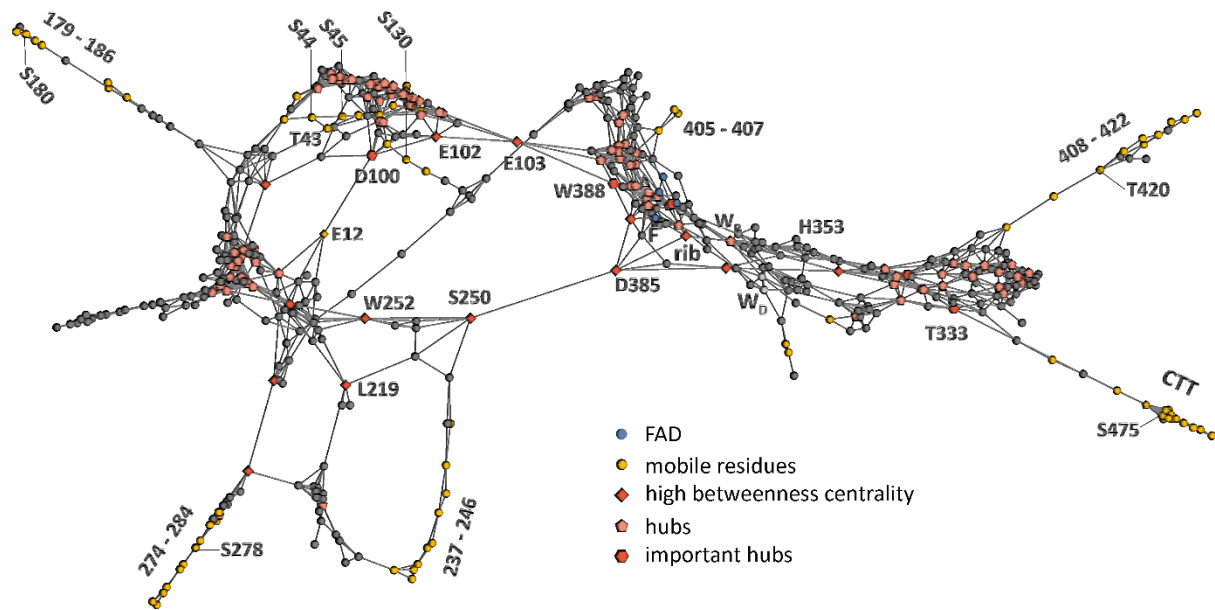 179 - 186
S180
S44
S45
S130
T43
D100
E102
E103
E12
W388
405 - 407
F
rib
H353
W
D385
W_D
T333
408 - 422
T420
CTT
S475
W252
S250
L219
274 - 284
S278
237 - 246
FAD
mobile residues
high betweenness centrality
hubs
important hubs